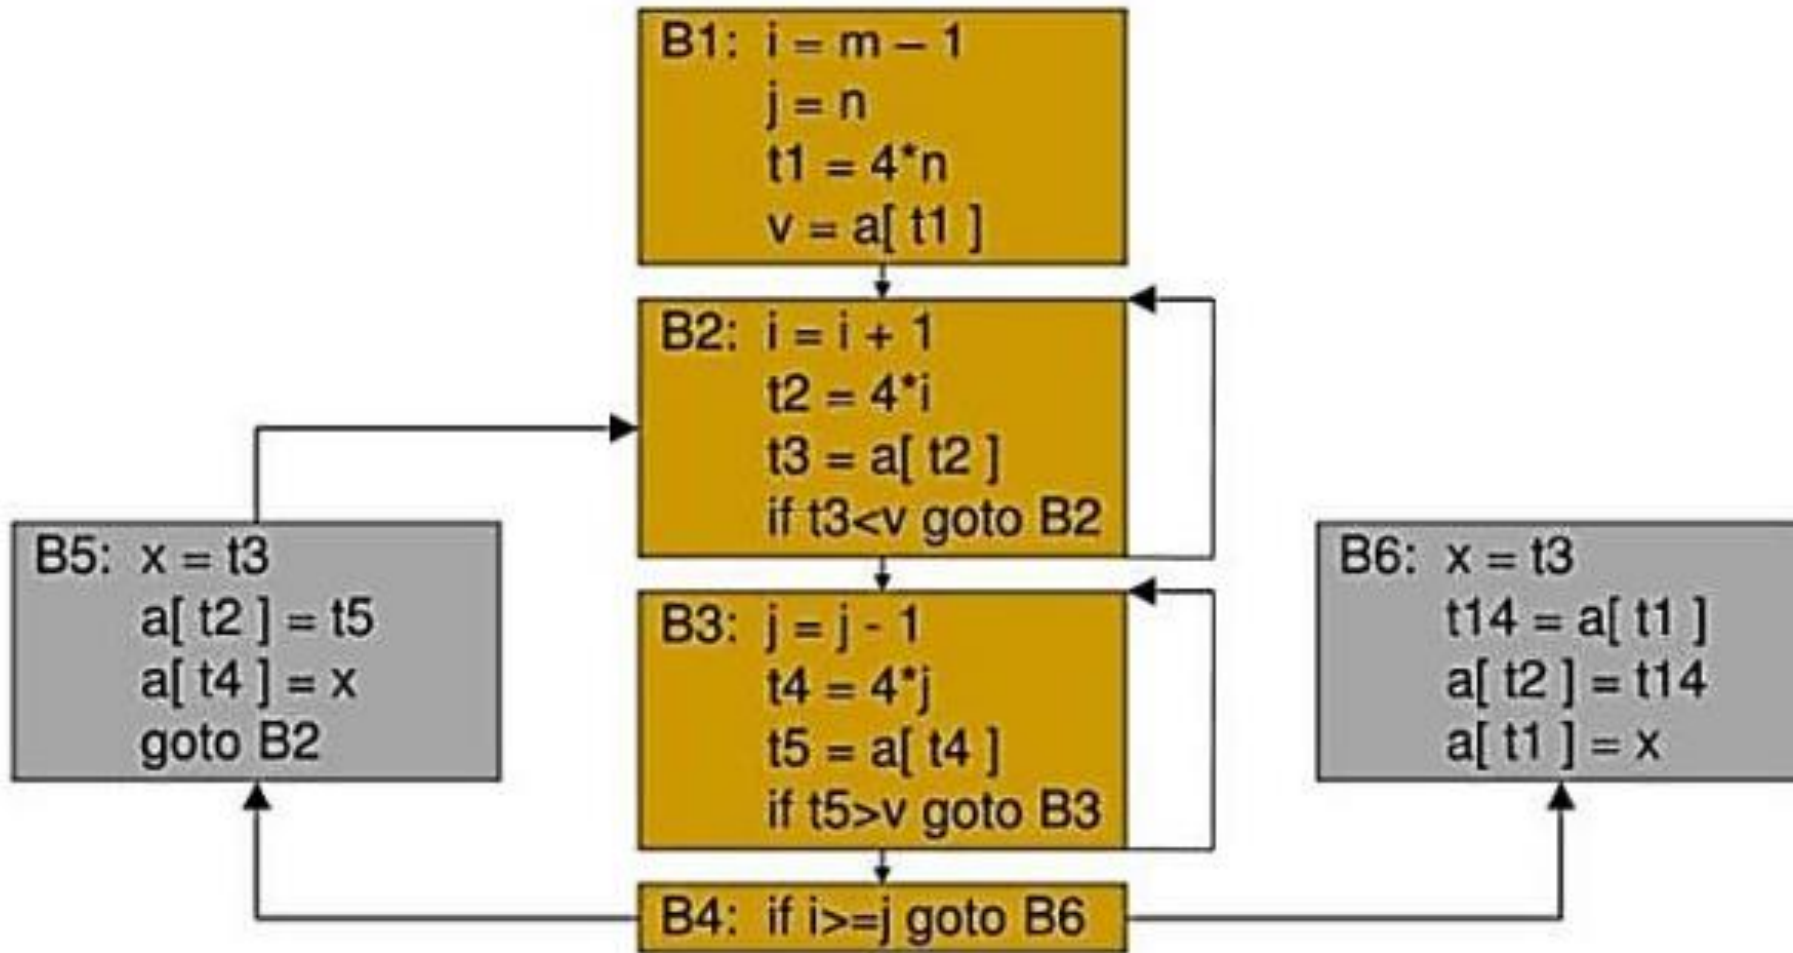 B1: i = m – 1
j = n
t1 = 4*n
v = a[ t1 ]
B2: i = i + 1
t2 = 4*i
t3 = a[ t2 ]
if t3<v goto B2
B5: x = t3
a[ t2 ] = t5
a[ t4 ] = x
goto B2
B3: j = j - 1
t4 = 4*j
t5 = a[ t4 ]
if t5>v goto B3
B6: x = t3
t14 = a[ t1 ]
a[ t2 ] = t14
a[ t1 ] = x
B4: if i>=j goto B6